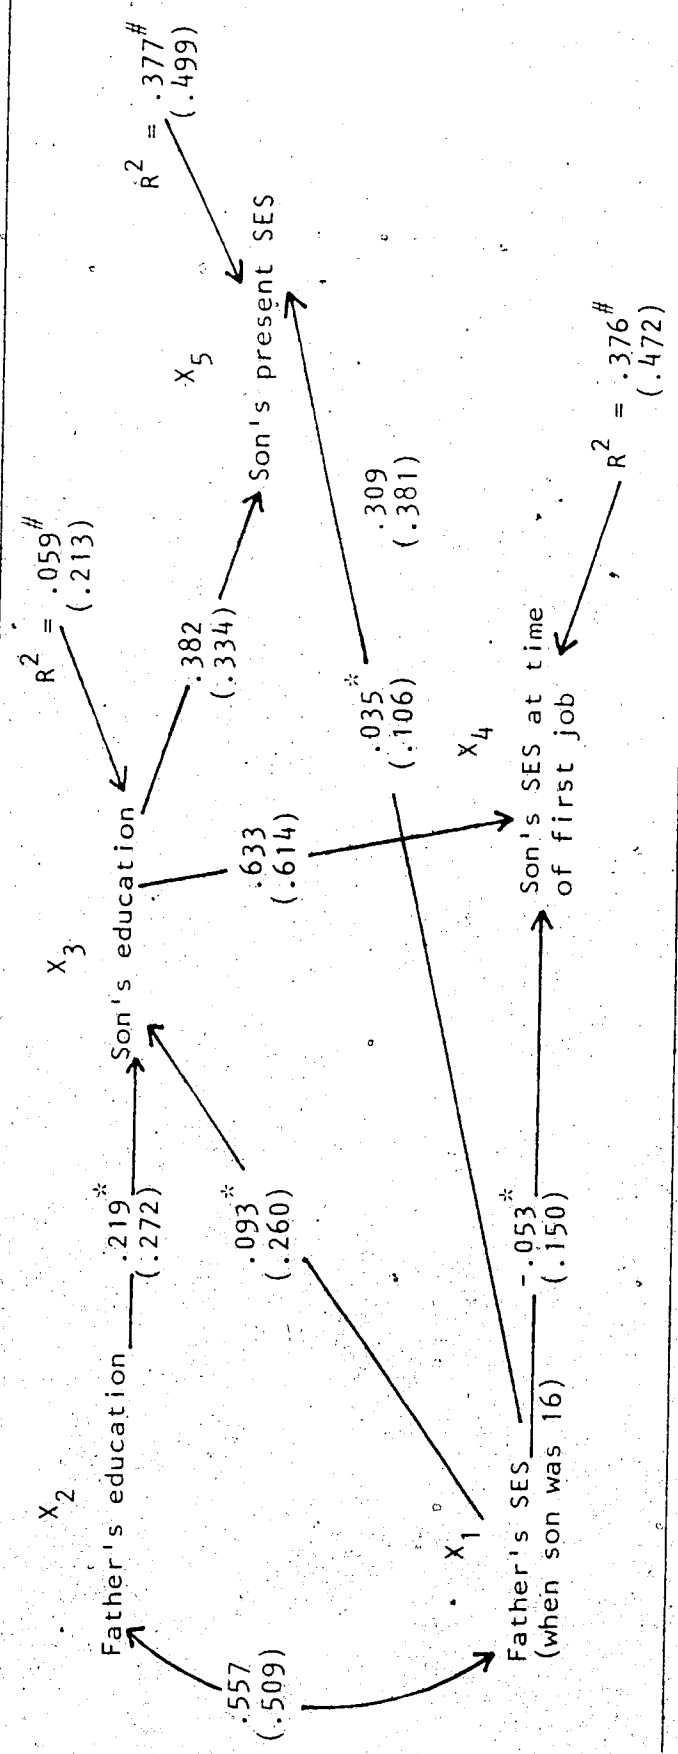 X2
Father's education
.557
(.509)
X1
Father's SES
(when son was 16)
.219*
(.272)
.093*
(.260)
-.053*
(.150)
X3
Son's education
R2 = .059#
(.213)
.633
(.614)
.382
(.334)
.035*
(.106)
.309
(.381)
X4
Son's SES at time
of first job
R2 = .376#
(.472)
X5
Son's present SES
R2 = .377#
(.499)